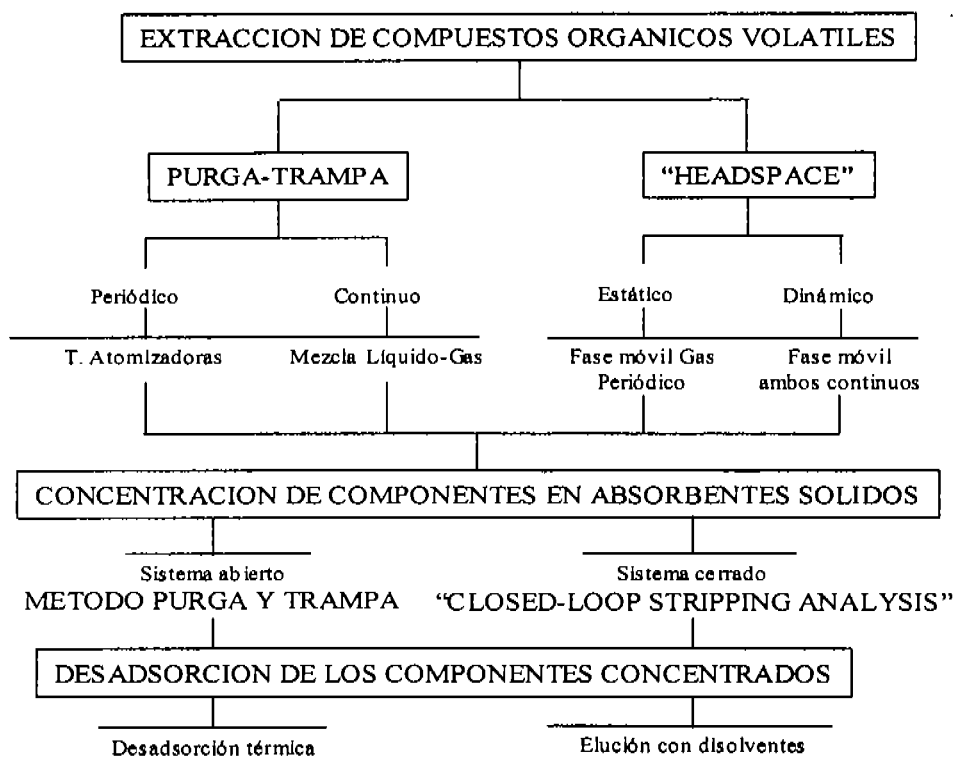 EXTRACCION DE COMPUESTOS ORGANICOS VOLATILES
PURGA-TRAMPA
“HEADSPACE”
Periódico
Continuo
Estático
Dinámico
T. Atomizadoras
Mezcla Líquido-Gas
Fase móvil Gas
Periódico
Fase móvil
ambos continuos
CONCENTRACION DE COMPONENTES EN ABSORBENTES SOLIDOS
Sistema abierto
METODO PURGA Y TRAMPA
Sistema cerrado
“CLOSED-LOOP STRIPPING ANALYSIS”
DESADSORCION DE LOS COMPONENTES CONCENTRADOS
Desadsorción térmica
Elución con disolventes